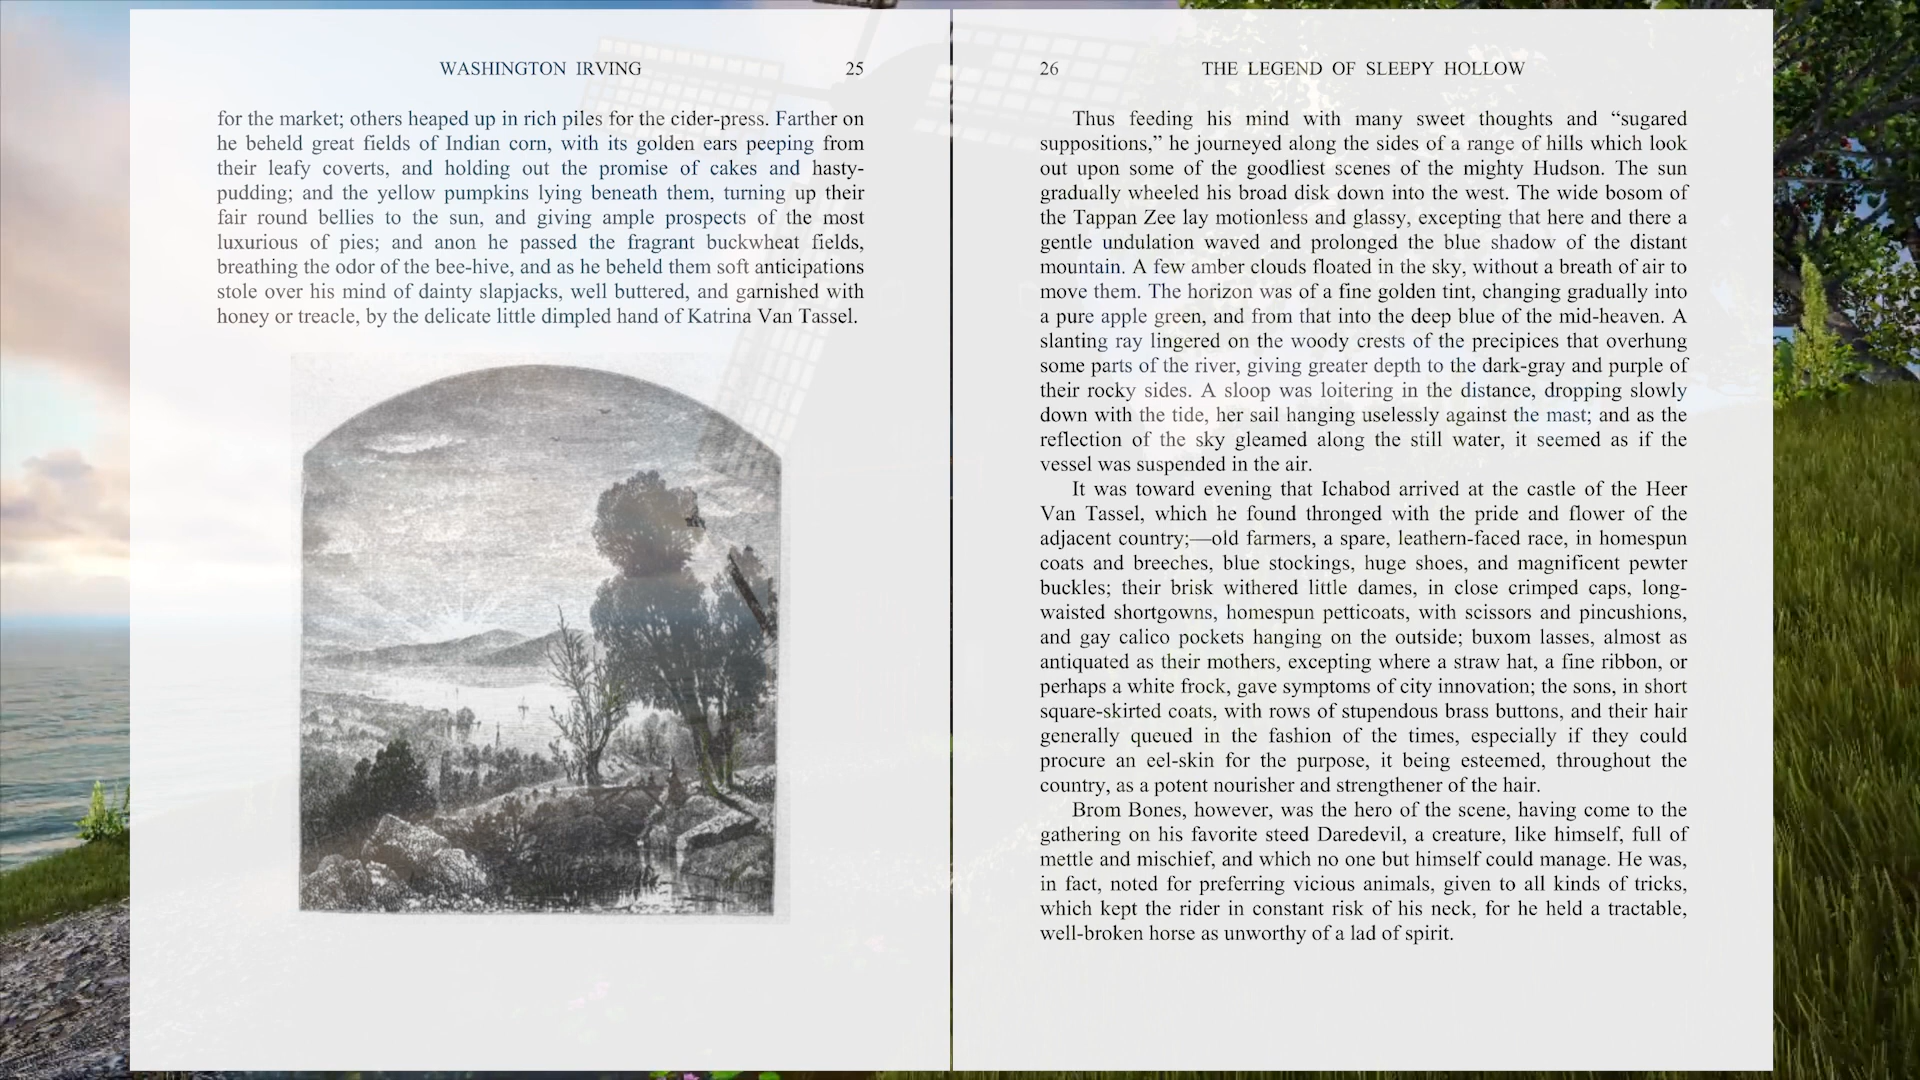 WASHINGTON IRVING 25
for the market; others heaped up in rich piles for the cider-press. Farther on
he beheld great fields of Indian corn, with its golden ears peeping from
their leafy coverts, and holding out the promise of cakes and hasty-
pudding; and the yellow pumpkins lying beneath them, turning up their
fair round bellies to the sun, and giving ample prospects of the most
luxurious of pies; and anon he passed the fragrant buckwheat fields,
breathing the odor of the bee-hive, and as he beheld them soft anticipations
stole over his mind of dainty slapjacks, well buttered, and garnished with
honey or treacle, by the delicate little dimpled hand of Katrina Van Tassel.
26 THE LEGEND OF SLEEPY HOLLOW
Thus feeding his mind with many sweet thoughts and “sugared
suppositions,” he journeyed along the sides of a range of hills which look
out upon some of the goodliest scenes of the mighty Hudson. The sun
gradually wheeled his broad disk down into the west. The wide bosom of
the Tappan Zee lay motionless and glassy, excepting that here and there a
gentle undulation waved and prolonged the blue shadow of the distant
mountain. A few amber clouds floated in the sky, without a breath of air to
move them. The horizon was of a fine golden tint, changing gradually into
a pure apple green, and from that into the deep blue of the mid-heaven. A
slanting ray lingered on the woody crests of the precipices that overhung
some parts of the river, giving greater depth to the dark-gray and purple of
their rocky sides. A sloop was loitering in the distance, dropping slowly
down with the tide, her sail hanging uselessly against the mast; and as the
reflection of the sky gleamed along the still water, it seemed as if the
vessel was suspended in the air.
It was toward evening that Ichabod arrived at the castle of the Heer
Van Tassel, which he found thronged with the pride and flower of the
adjacent country;—old farmers, a spare, leathern-faced race, in homespun
coats and breeches, blue stockings, huge shoes, and magnificent pewter
buckles; their brisk withered little dames, in close crimped caps, long-
waisted shortgowns, homespun petticoats, with scissors and pincushions,
and gay calico pockets hanging on the outside; buxom lasses, almost as
antiquated as their mothers, excepting where a straw hat, a fine ribbon, or
perhaps a white frock, gave symptoms of city innovation; the sons, in short
square-skirted coats, with rows of stupendous brass buttons, and their hair
generally queued in the fashion of the times, especially if they could
procure an eel-skin for the purpose, it being esteemed, throughout the
country, as a potent nourisher and strengthener of the hair.
Brom Bones, however, was the hero of the scene, having come to the
gathering on his favorite steed Daredevil, a creature, like himself, full of
mettle and mischief, and which no one but himself could manage. He was,
in fact, noted for preferring vicious animals, given to all kinds of tricks,
which kept the rider in constant risk of his neck, for he held a tractable,
well-broken horse as unworthy of a lad of spirit.